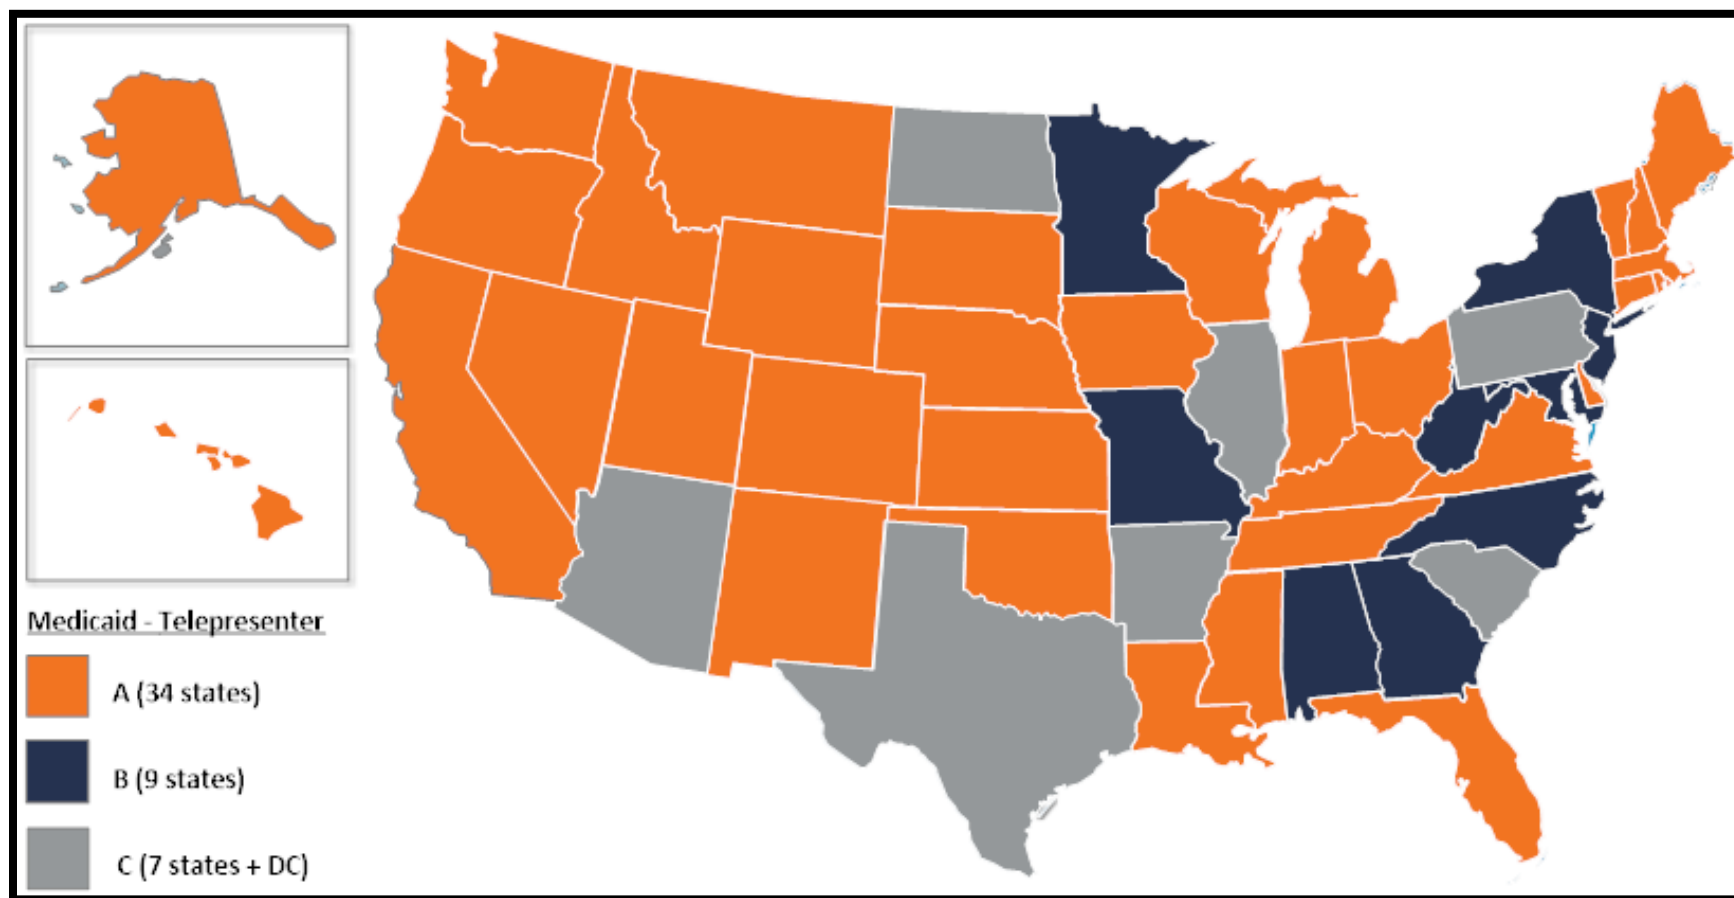 Medicaid - Telepresenter
A (34 states)
B (9 states)
C (7 states + DC)